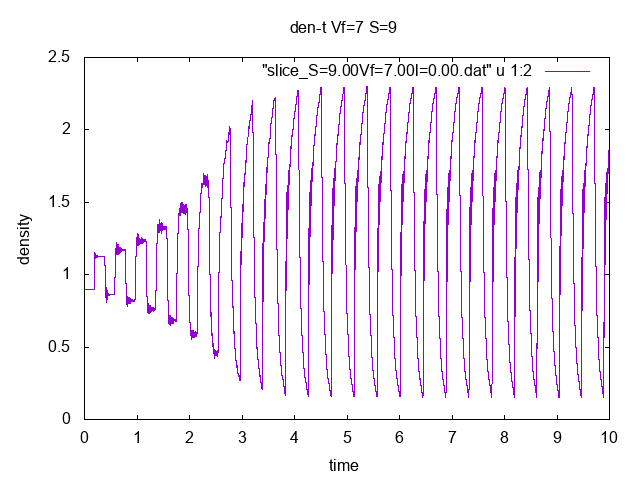 den-t Vf=7 S=9
"slice_S=9.00Vf=7.00l=0.00.dat" u 1:2
2.5
2
1.5
1
0.5
0
density
0 1 2 3 4 5 6 7 8 9 10
time